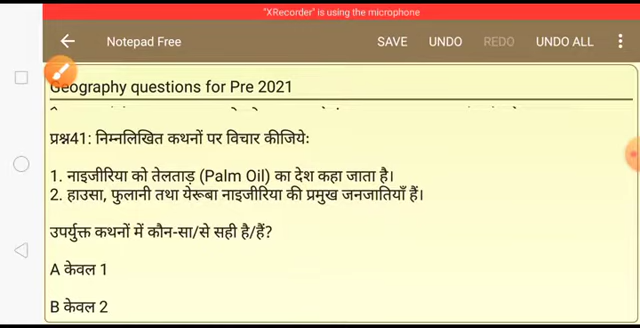 "XRecorder" is using the microphone
Notepad Free SAVE UNDO REDO UNDO ALL
Geography questions for Pre 2021
प्रश्न41: निम्नलिखित कथनों पर विचार कीजिये:
1. नाइजीरिया को तेलताड़ (Palm Oil) का देश कहा जाता है।
2. हाउसा, फुलानी तथा येरूबा नाइजीरिया की प्रमुख जनजातियाँ हैं।
उपर्युक्त कथनों में कौन-सा/से सही है/हैं?
A केवल 1
B केवल 2